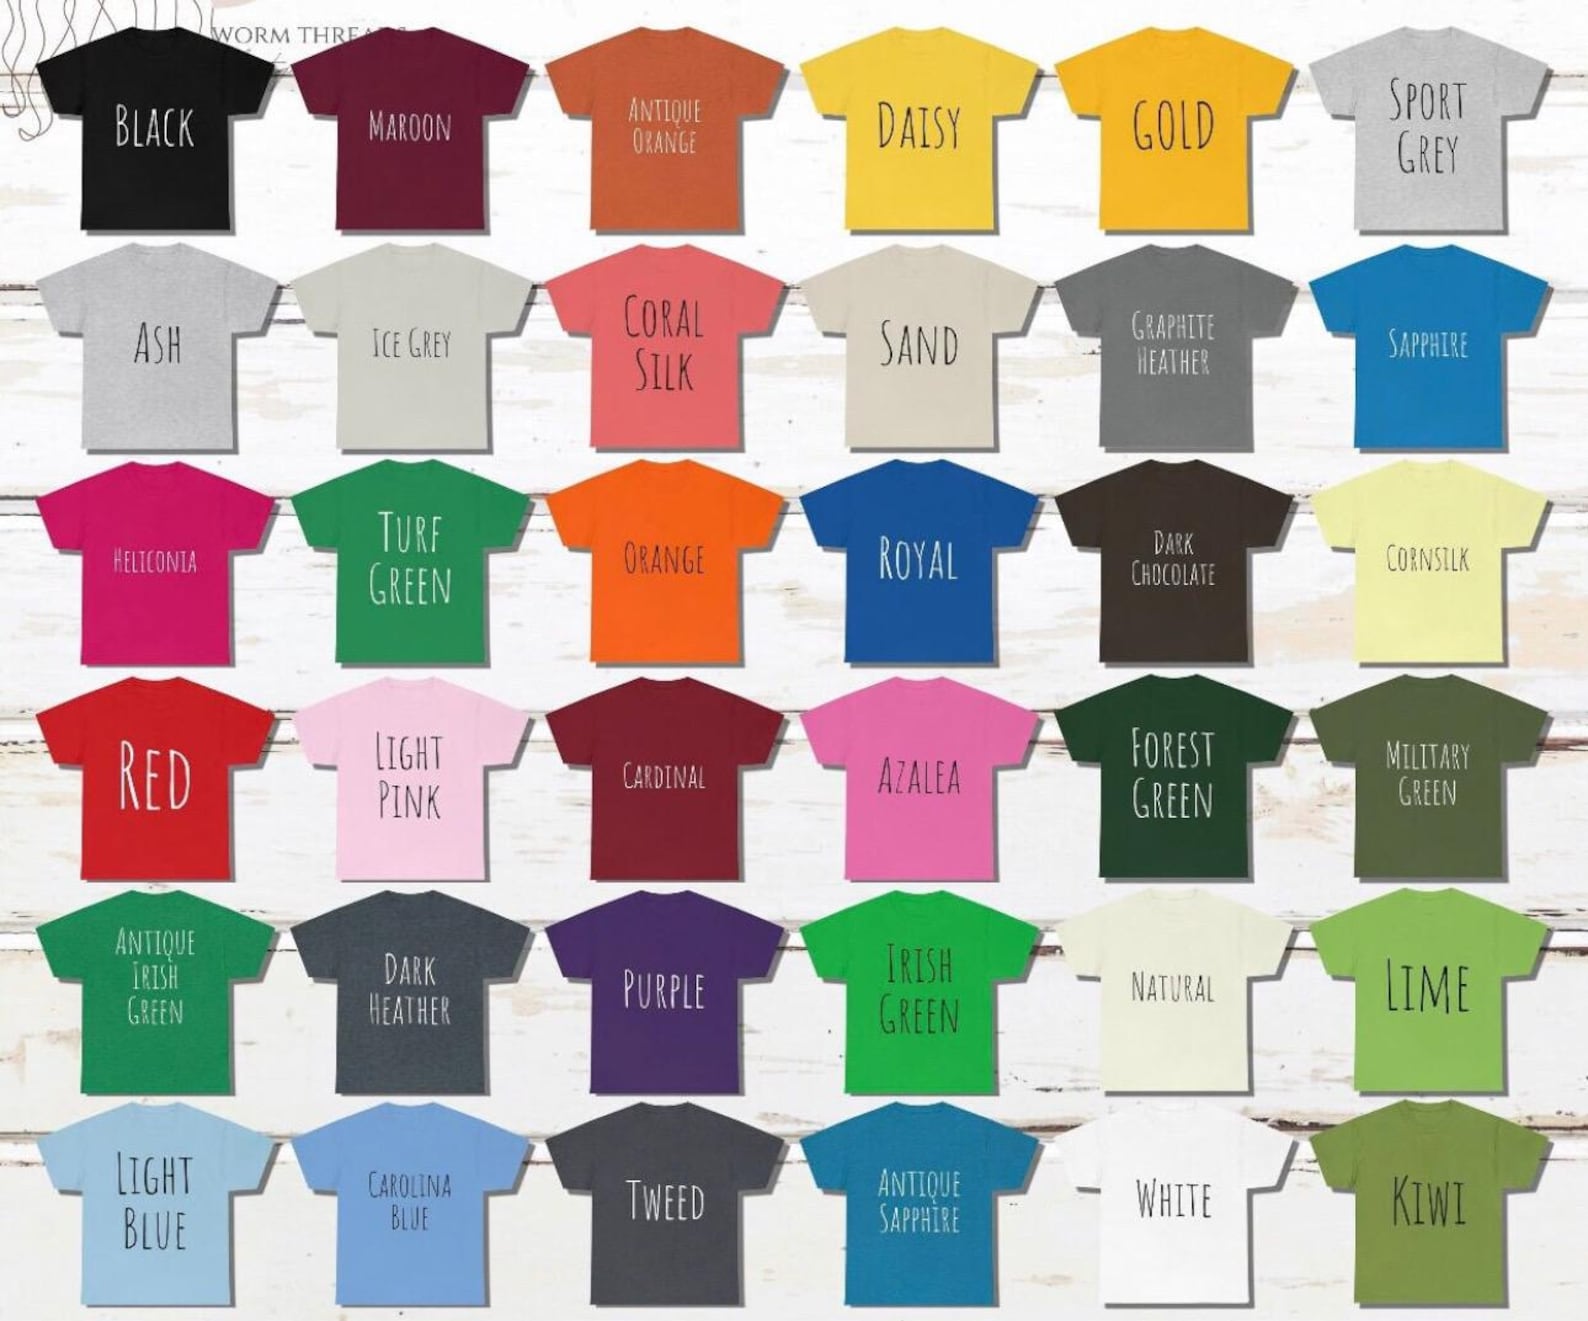 WORM THREADS
BLACK
MAROON
ANTIQUE
ORANGE
DAISY
GOLD
SPORT
GREY
ASH
ICE GREY
CORAL
SILK
SAND
GRAPHITE
HEATHER
SAPPHIRE
HELICONIA
TURF
GREEN
ORANGE
ROYAL
DARK
CHOCOLATE
CORNSILK
RED
LIGHT
PINK
CARDINAL
AZALEA
FOREST
GREEN
MILITARY
GREEN
ANTIQUE
IRISH
GREEN
DARK
HEATHER
PURPLE
IRISH
GREEN
NATURAL
LIME
LIGHT
BLUE
CAROLINA
BLUE
TWEED
ANTIQUE
SAPPHIRE
WHITE
KIWI